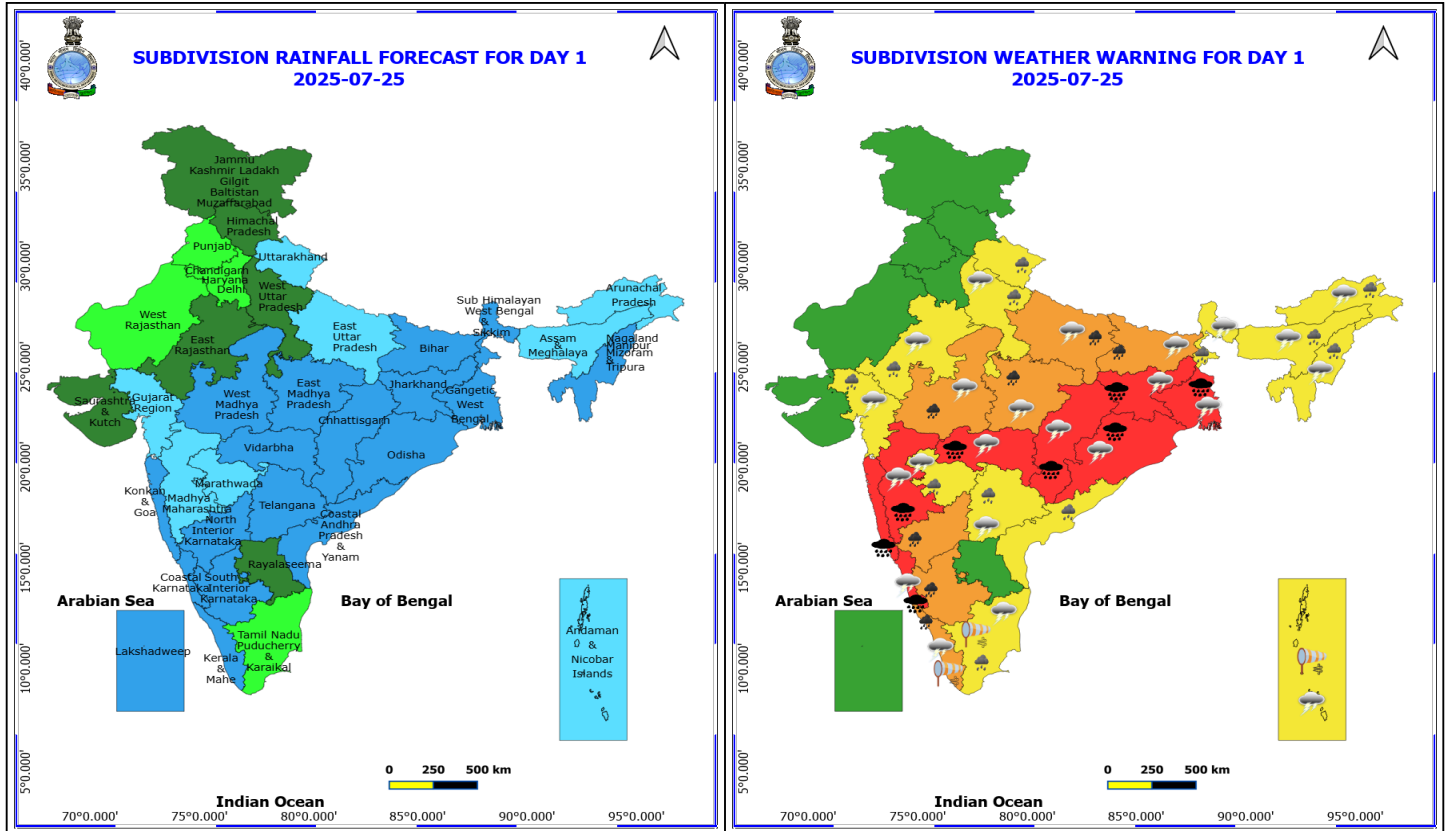 SUBDIVISION RAINFALL FORECAST FOR DAY 1
2025-07-25
40°0.000'
35°0.000'
30°0.000'
25°0.000'
20°0.000'
15°0.000'
10°0.000'
5°0.000'
Jammu
Kashmir Ladakh
Gilgit
Baltistan
Muzaffarabad
Himachal
Pradesh
Punjab
Uttarakhand
Chandigarh
Haryana
Delhi
West
Uttar
Pradesh
West
Rajasthan
East
Rajasthan
East
Uttar
Pradesh
Sub Himalayan
West Bengal
&
Sikkim
Arunachal
Pradesh
Assam
&
Meghalaya
Nagaland
Manipur
Mizoram
&
Tripura
Bihar
Saurashtra
&
Kutch
Gujarat
Region
West
Madhya
Pradesh
East
Madhya
Pradesh
Jharkhand
Gangetic
West
Bengal
Chhattisgarh
Vidarbha
Odisha
Konkan
&
Goa
Madhya
Maharashtra
Marathwada
Telangana
North
Interior
Karnataka
Coastal
Andhra
Pradesh
&
Yanam
Rayalaseema
Coastal
Karnataka
South
Interior
Karnataka
Arabian Sea
Bay of Bengal
Lakshadweep
Kerala
&
Mahe
Tamil Nadu
Puducherry
&
Karaikal
Andaman
&
Nicobar
Islands
0 250 500 km
Indian Ocean
70°0.000' 75°0.000' 80°0.000' 85°0.000' 90°0.000' 95°0.000'
SUBDIVISION WEATHER WARNING FOR DAY 1
2025-07-25
40°0.000'
35°0.000'
30°0.000'
25°0.000'
20°0.000'
15°0.000'
10°0.000'
5°0.000'
Arabian Sea
Bay of Bengal
0 250 500 km
Indian Ocean
70°0.000' 75°0.000' 80°0.000' 85°0.000' 90°0.000' 95°0.000'